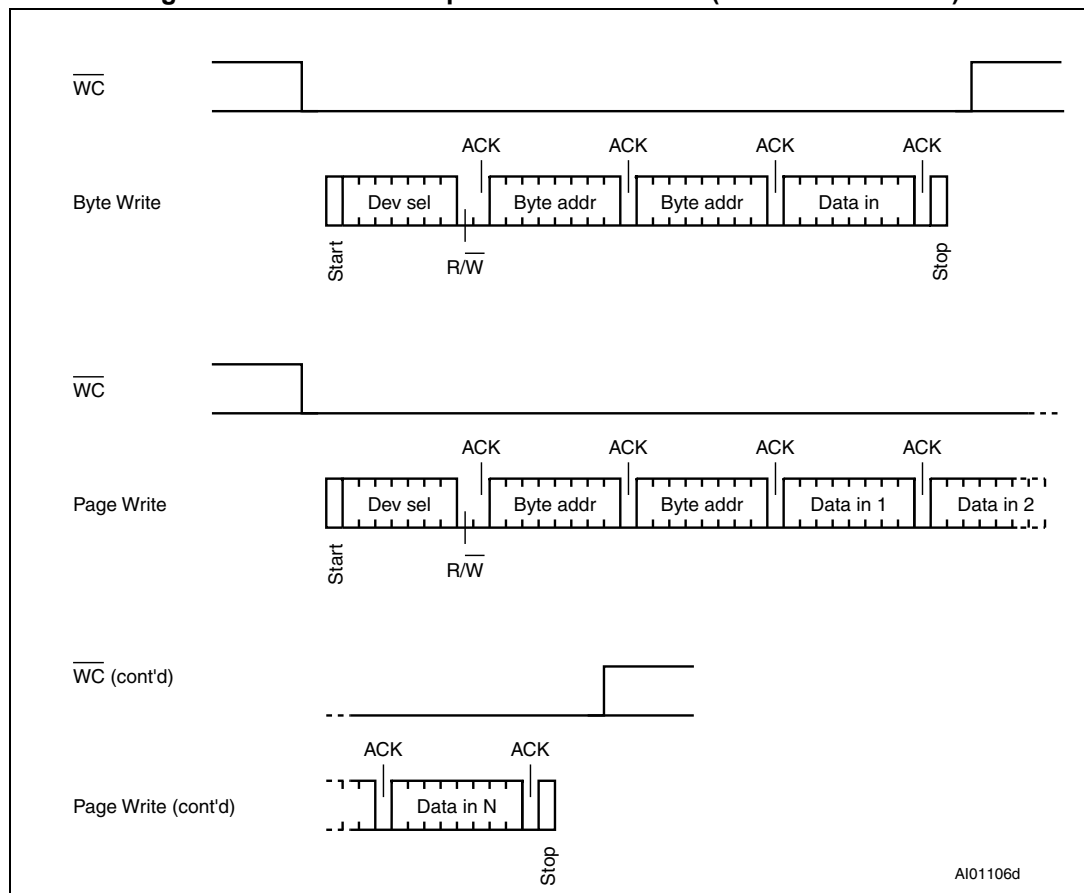 WC
ACK ACK ACK ACK
Byte Write Dev sel Byte addr Byte addr Data in
Start R/W Stop
WC
ACK ACK ACK ACK
Page Write Dev sel Byte addr Byte addr Data in 1 Data in 2
Start R/W
WC (cont'd)
ACK ACK
Page Write (cont'd) Data in N
Stop
AI01106d